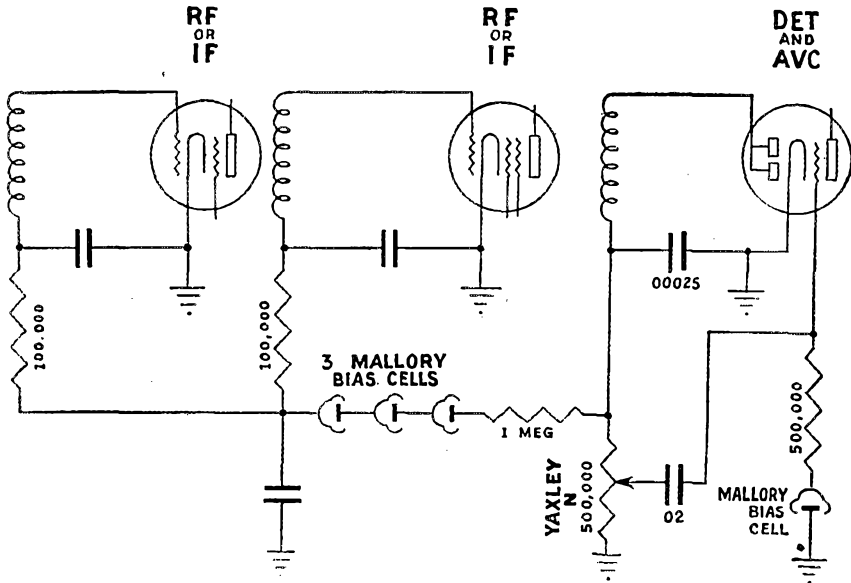 RF
OR
IF
RF
OR
IF
DET
AND
AVC
00025
100.000
100,000
3 MALLORY
BIAS CELLS
1 MEG
YAXLEY
N
500,000
02
500,000
MALLORY
BIAS
CELL